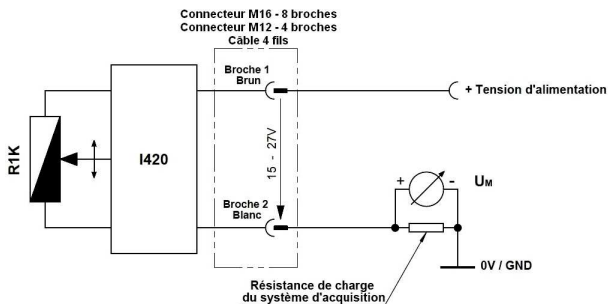 Connecteur M16 - 8 broches
Connecteur M12 - 4 broches
Câble 4 fils
Broche 1
Brun
+ Tension d'alimentation
R1K
I420
15 - 27V
+
-
UM
Broche 2
Blanc
0V / GND
Résistance de charge
du système d'acquisition